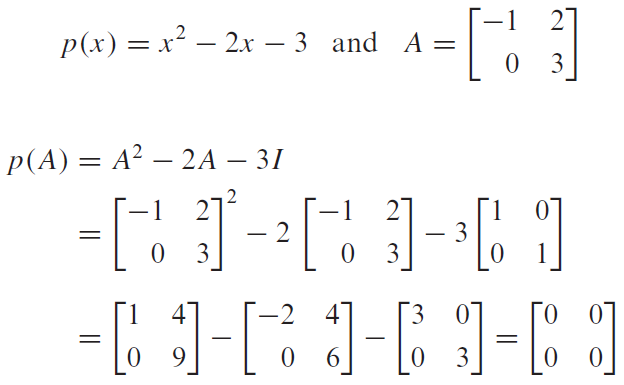 p(x) = x² − 2x − 3 and A = [−1 2; 0 3]
p(A) = A² − 2A − 3I
= [−1 2; 0 3]² − 2 [−1 2; 0 3] − 3 [1 0; 0 1]
= [1 4; 0 9] − [−2 4; 0 6] − [3 0; 0 3] = [0 0; 0 0]